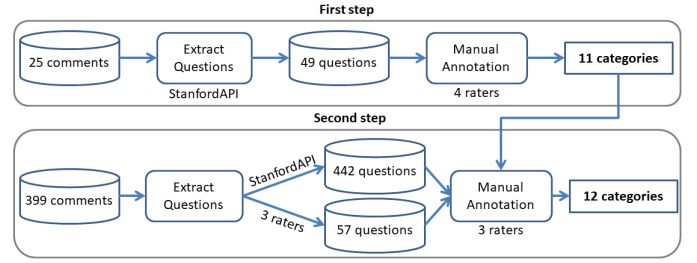 First step
25 comments
Extract
Questions
StanfordAPI
49 questions
Manual
Annotation
4 raters
11 categories
Second step
399 comments
Extract
Questions
StanfordAPI
3 raters
442 questions
57 questions
Manual
Annotation
3 raters
12 categories